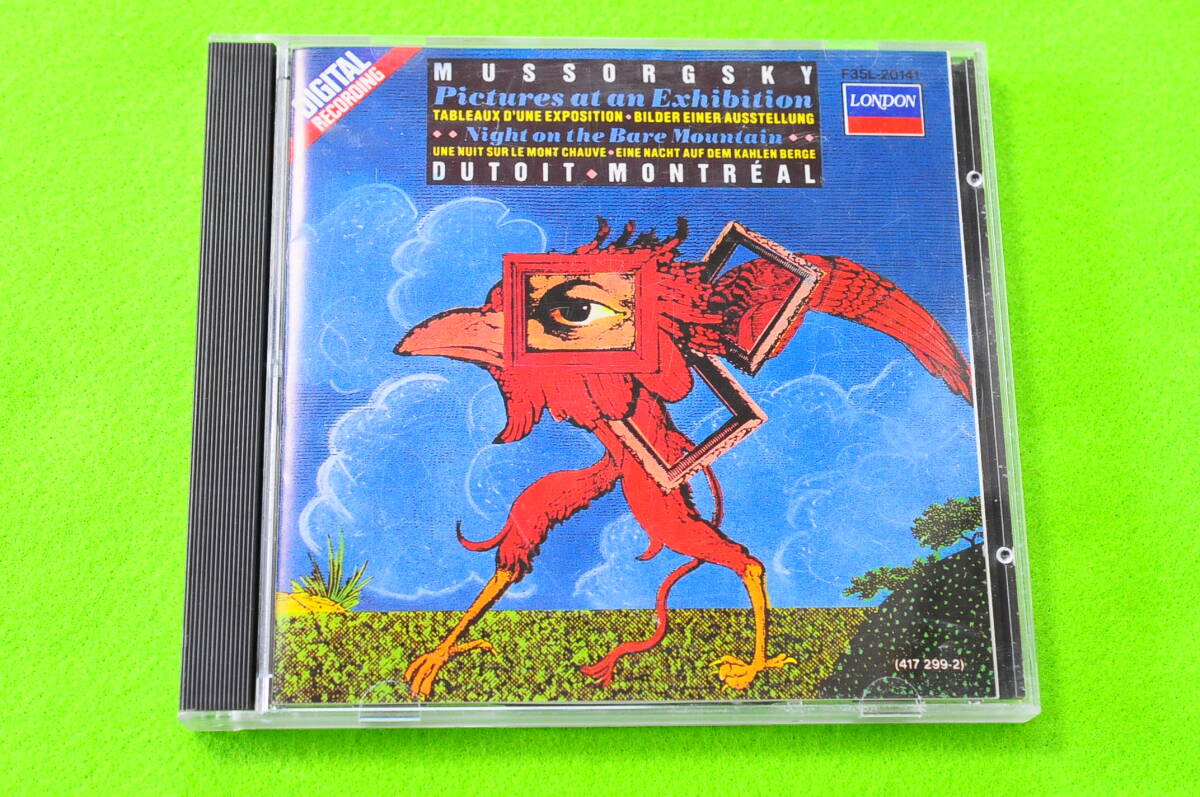 DIGITAL
RECORDING
MUSSORGSKY
Pictures at an Exhibition
TABLEAUX D'UNE EXPOSITION • BILDER EINER AUSSTELLUNG
Night on the Bare Mountain
UNE NUIT SUR LE MONT CHAUVE • EINE NACHT AUF DEM KAHLEN BERGE
DUTOIT • MONTRÉAL
F35L-20141
LONDON
(417 299-2)